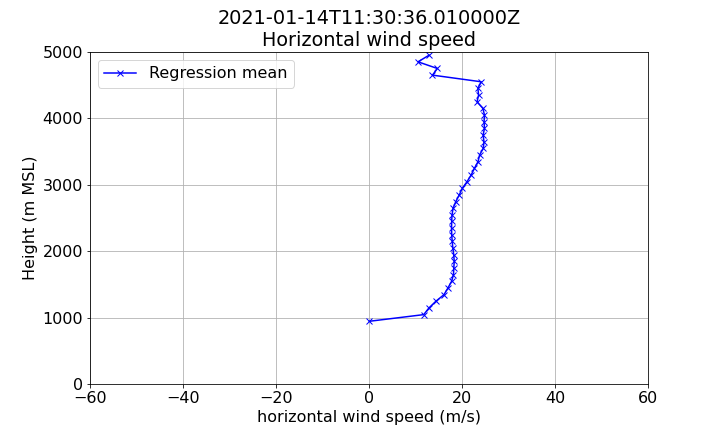 2021-01-14T11:30:36.010000Z
Horizontal wind speed
Regression mean
Height (m MSL)
5000
4000
3000
2000
1000
0
−60
−40
−20
0
20
40
60
horizontal wind speed (m/s)